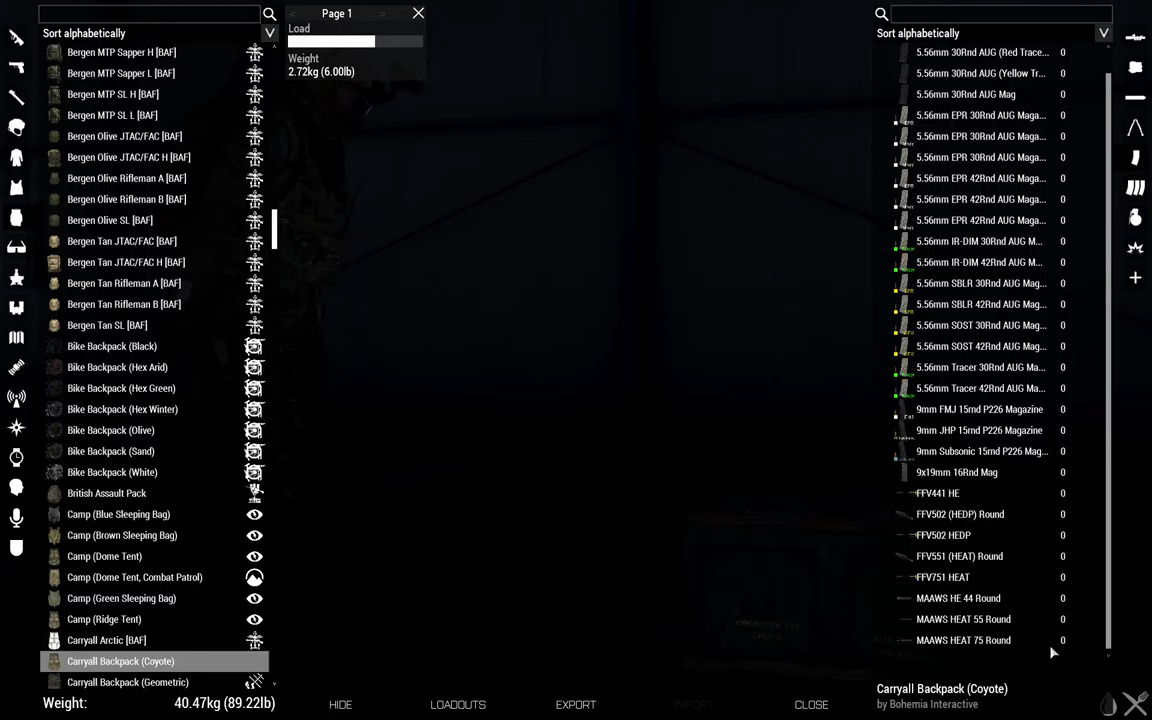 Sort alphabetically V
Bergen MTP Sapper H [BAF]
Bergen MTP Sapper L [BAF]
Bergen MTP SL H [BAF]
Bergen MTP SL L [BAF]
Bergen Olive JTAC/FAC [BAF]
Bergen Olive JTAC/FAC H [BAF]
Bergen Olive Rifleman A [BAF]
Bergen Olive Rifleman B [BAF]
Bergen Olive SL [BAF]
Bergen Tan JTAC/FAC [BAF]
Bergen Tan JTAC/FAC H [BAF]
Bergen Tan Rifleman A [BAF]
Bergen Tan Rifleman B [BAF]
Bergen Tan SL [BAF]
Bike Backpack (Black)
Bike Backpack (Hex Arid)
Bike Backpack (Hex Green)
Bike Backpack (Hex Winter)
Bike Backpack (Olive)
Bike Backpack (Sand)
Bike Backpack (White)
British Assault Pack
Camp (Blue Sleeping Bag)
Camp (Brown Sleeping Bag)
Camp (Dome Tent)
Camp (Dome Tent, Combat Patrol)
Camp (Green Sleeping Bag)
Camp (Ridge Tent)
Carryall Arctic [BAF]
Carryall Backpack (Coyote)
Carryall Backpack (Geometric)
Weight: 40.47kg (89.22lb)
< Page 1 >
Load
Weight
2.72kg (6.00lb)
HIDE LOADOUTS EXPORT IMPORT CLOSE
Sort alphabetically V
5.56mm 30Rnd AUG (Red Trace... 0
5.56mm 30Rnd AUG (Yellow Tr... 0
5.56mm 30Rnd AUG Mag 0
5.56mm EPR 30Rnd AUG Maga... 0
5.56mm EPR 30Rnd AUG Maga... 0
5.56mm EPR 30Rnd AUG Maga... 0
5.56mm EPR 42Rnd AUG Maga... 0
5.56mm EPR 42Rnd AUG Maga... 0
5.56mm EPR 42Rnd AUG Maga... 0
5.56mm IR-DIM 30Rnd AUG M... 0
5.56mm IR-DIM 42Rnd AUG M... 0
5.56mm SBLR 30Rnd AUG Mag... 0
5.56mm SBLR 42Rnd AUG Mag... 0
5.56mm SOST 30Rnd AUG Mag... 0
5.56mm SOST 42Rnd AUG Mag... 0
5.56mm Tracer 30Rnd AUG Ma... 0
5.56mm Tracer 42Rnd AUG Ma... 0
9mm FMJ 15rnd P226 Magazine 0
9mm JHP 15rnd P226 Magazine 0
9mm Subsonic 15rnd P226 Mag... 0
9x19mm 16Rnd Mag 0
FFV441 HE 0
FFV502 (HEDP) Round 0
FFV502 HEDP 0
FFV551 (HEAT) Round 0
FFV751 HEAT 0
MAAWS HE 44 Round 0
MAAWS HEAT 55 Round 0
MAAWS HEAT 75 Round 0
Carryall Backpack (Coyote)
by Bohemia Interactive